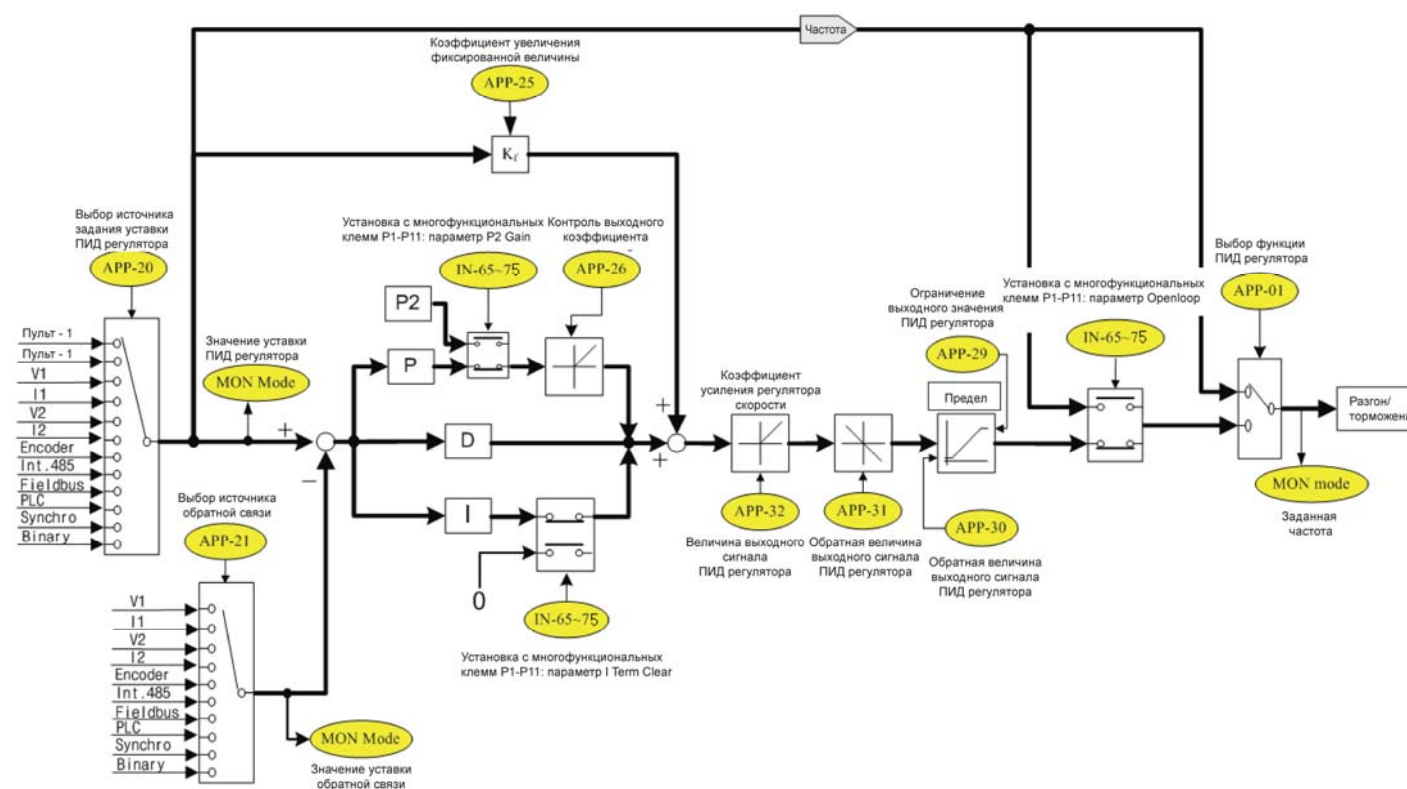 Частота
Коэффициент увеличения
фиксированной величины
APP-25
Kf
Выбор источника
задания уставки
ПИД регулятора
APP-20
Установка с многофункциональных
клемм P1-P11: параметр P2 Gain
IN-65~75
Контроль выходного
коэффициента
APP-26
Выбор функции
ПИД регулятора
APP-01
Установка с многофункциональных
клемм P1-P11: параметр Openloop
IN-65~75
Ограничение
выходного значения
ПИД регулятора
APP-29
Предел
Пульт - 1
Пульт - 1
V1
I1
V2
I2
Encoder
Int.485
Fieldbus
PLC
Synchro
Binary
Значение уставки
ПИД регулятора
MON Mode
+
−
P2
P
D
I
0
+
+
Коэффициент
усиления регулятора
скорости
APP-32
Величина выходного
сигнала
ПИД регулятора
APP-31
Обратная величина
выходного сигнала
ПИД регулятора
APP-30
Обратная величина
выходного сигнала
ПИД регулятора
Разгон/
торможени
MON mode
Заданная
частота
IN-65~75
Установка с многофункциональных
клемм P1-P11: параметр I Term Clear
Выбор источника
обратной связи
APP-21
V1
I1
V2
I2
Encoder
Int.485
Fieldbus
PLC
Synchro
Binary
MON Mode
Значение уставки
обратной связи